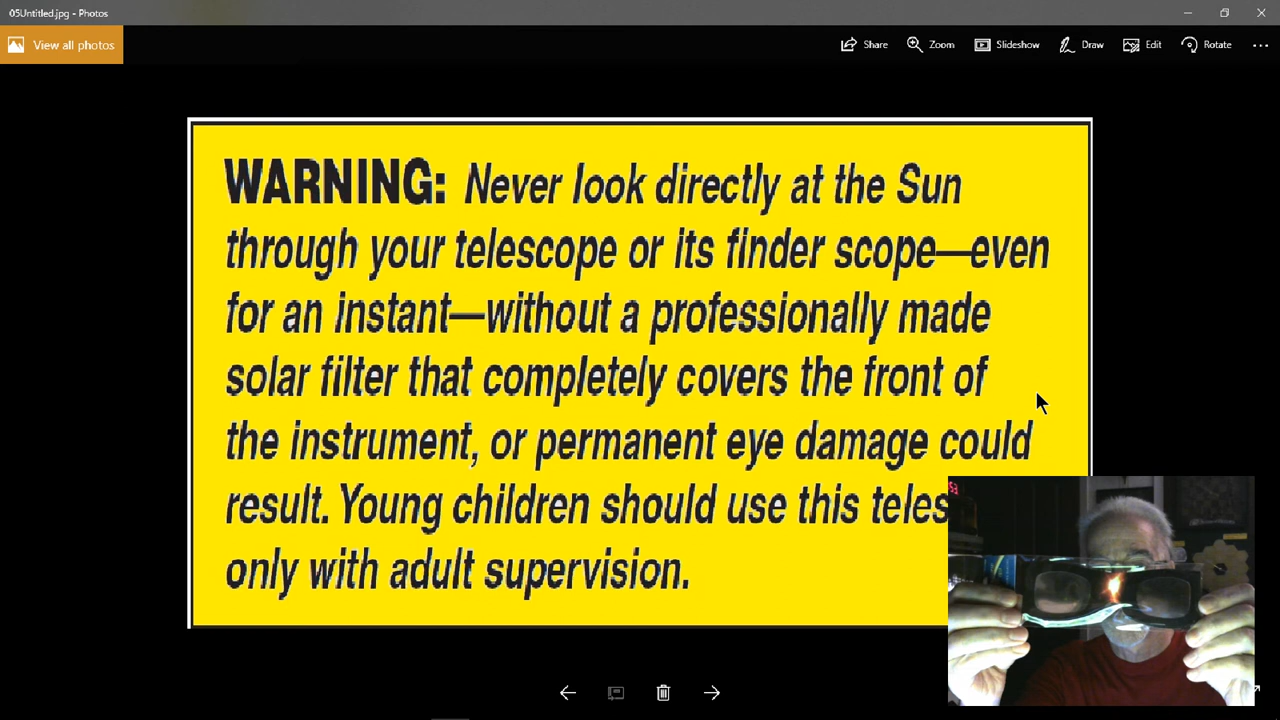 05Untitled.jpg - Photos
View all photos
Share
Zoom
Slideshow
Draw
Edit
Rotate
WARNING: Never look directly at the Sun
through your telescope or its finder scope—even
for an instant—without a professionally made
solar filter that completely covers the front of
the instrument, or permanent eye damage could
result. Young children should use this teles
only with adult supervision.